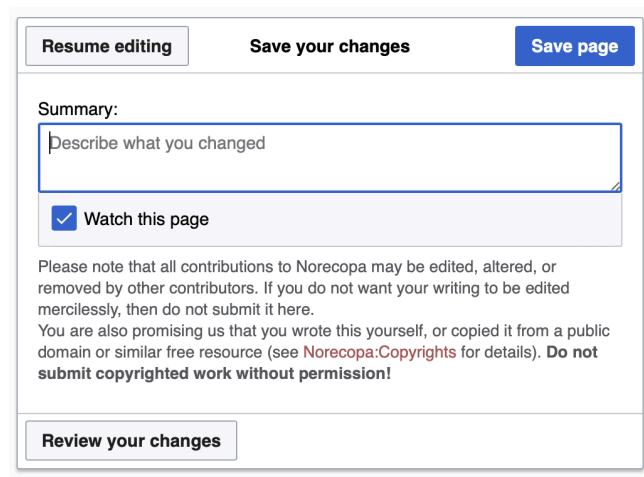 Resume editing
Save your changes
Save page
Summary:
Describe what you changed
Watch this page
Please note that all contributions to Norecopa may be edited, altered, or
removed by other contributors. If you do not want your writing to be edited
mercilessly, then do not submit it here.
You are also promising us that you wrote this yourself, or copied it from a public
domain or similar free resource (see Norecopa:Copyrights for details). Do not
submit copyrighted work without permission!
Review your changes